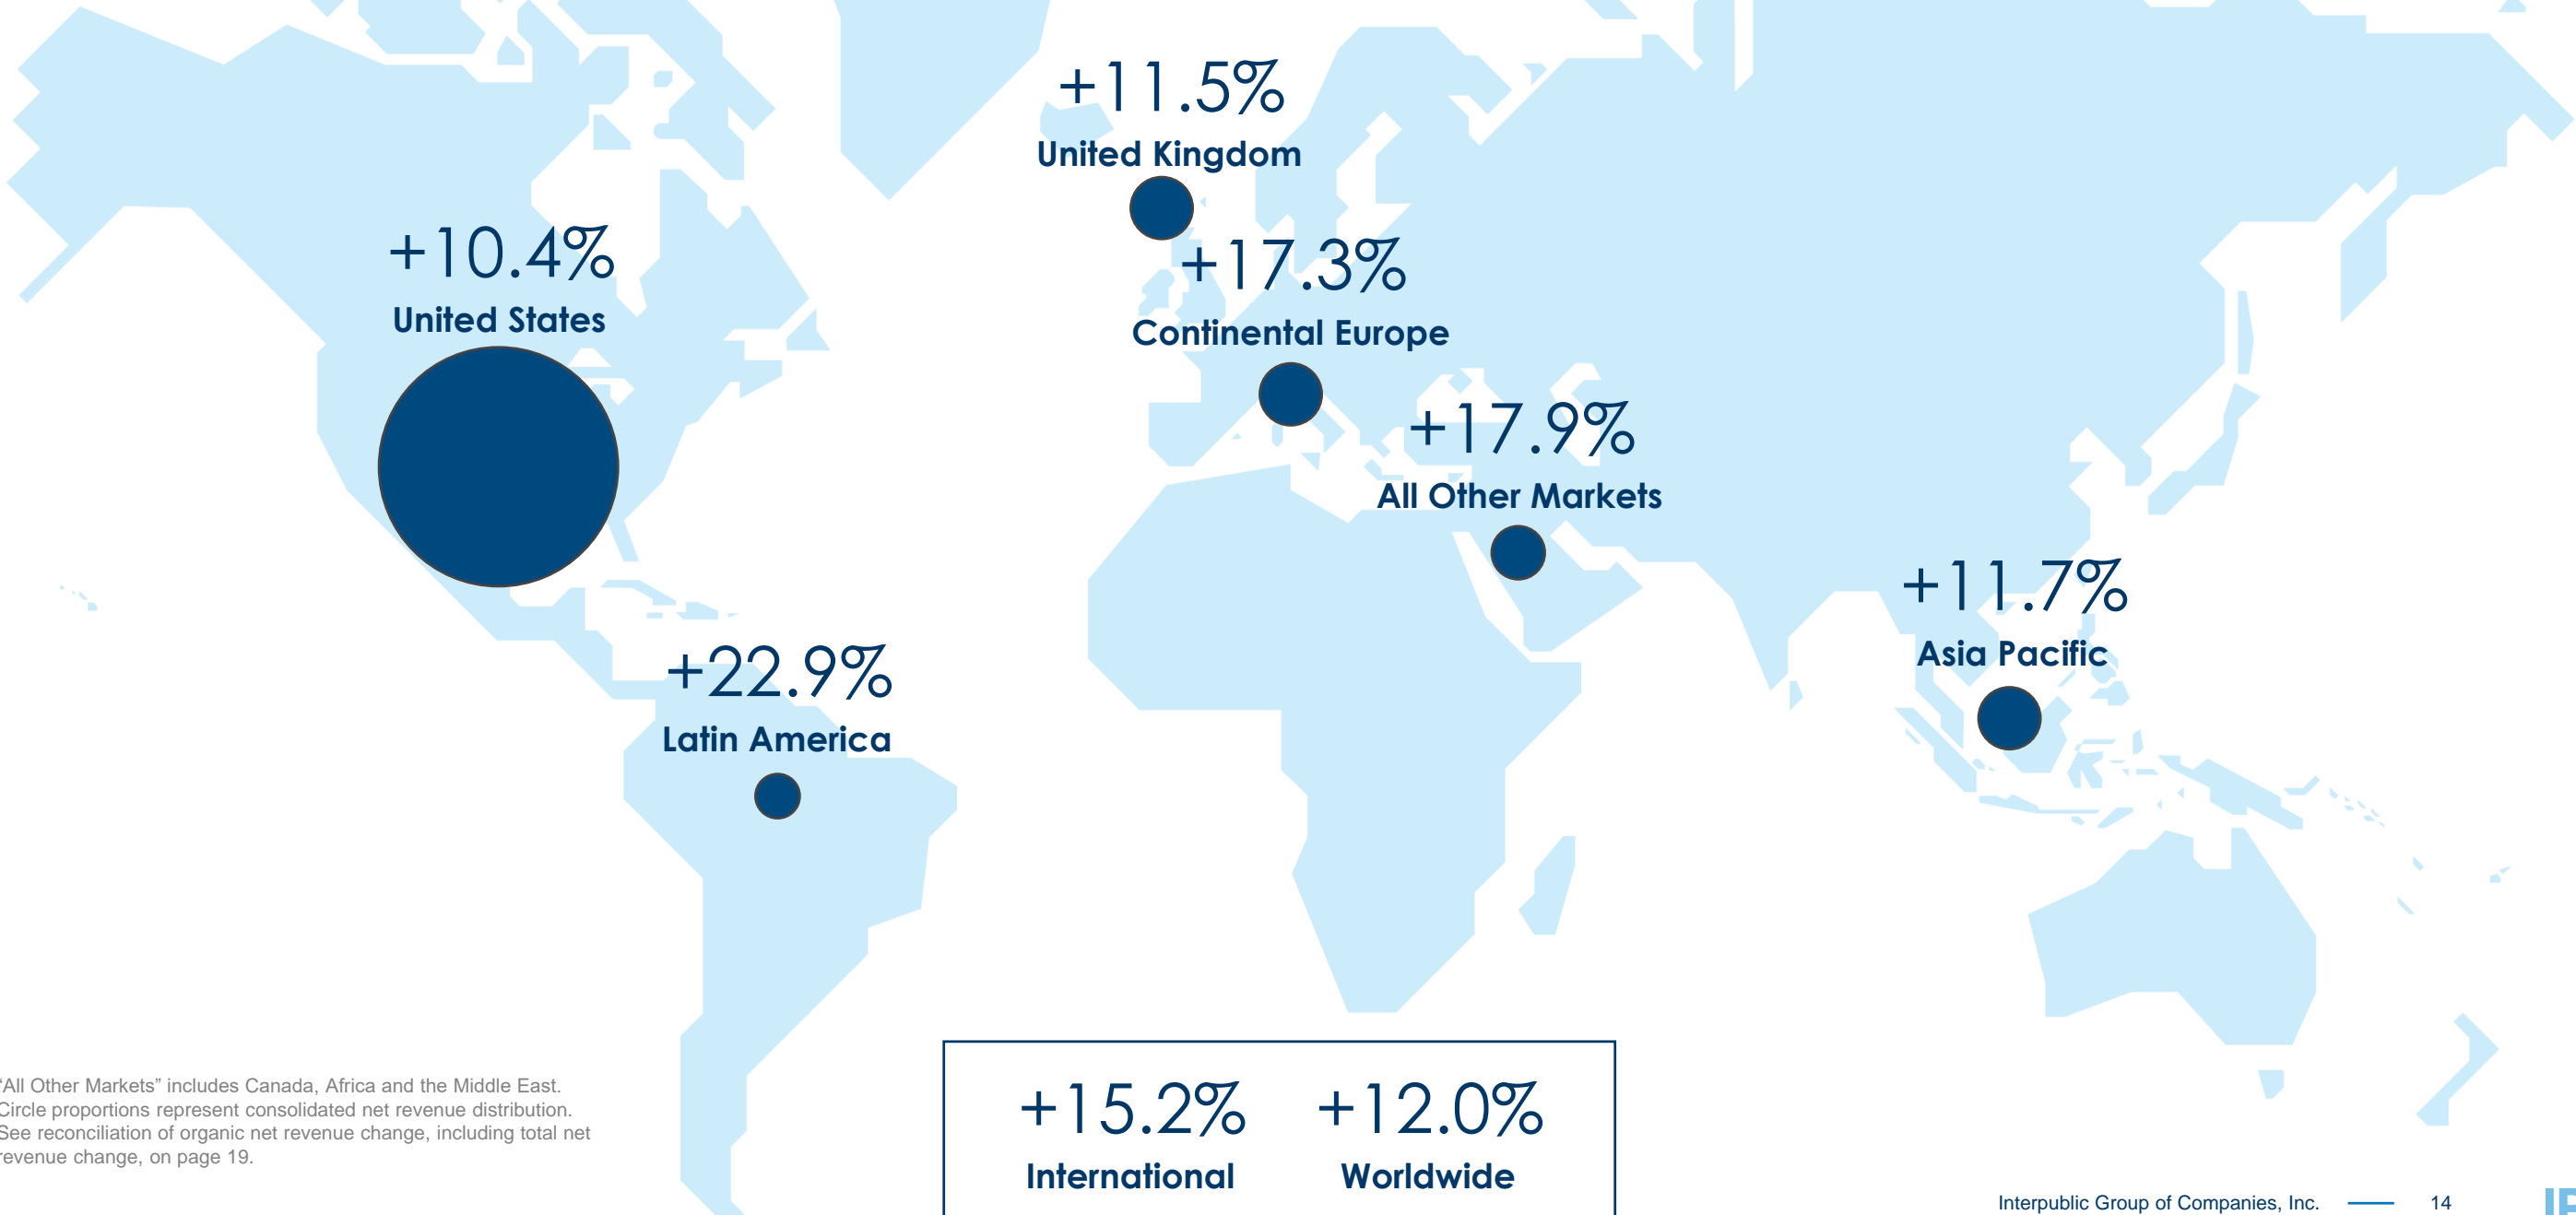 +11.5%
United Kingdom
+10.4%
United States
+17.3%
Continental Europe
+17.9%
All Other Markets
+11.7%
Asia Pacific
+22.9%
Latin America
"All Other Markets” includes Canada, Africa and the Middle East.
Circle proportions represent consolidated net revenue distribution.
See reconciliation of organic net revenue change, including total net
revenue change, on page 19.
+15.2% +12.0%
International Worldwide
Interpublic Group of Companies, Inc. 14